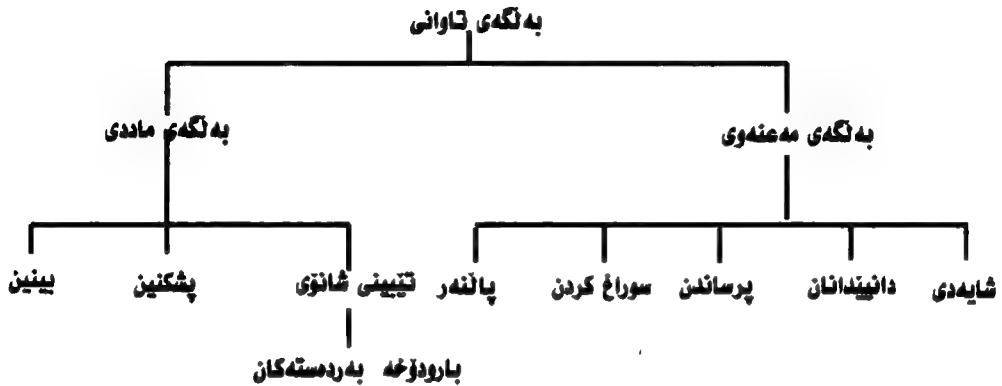 بەڵگەی تاوانی
بەڵگەی مەعنەوی
بەڵگەی ماددی
شایەدی
دانپێدانان
پرساندن
سوراغ کردن
پاڵنەر
تێبینی شانۆی
پشکنین
بینین
بارودۆخە بەردەستەکان